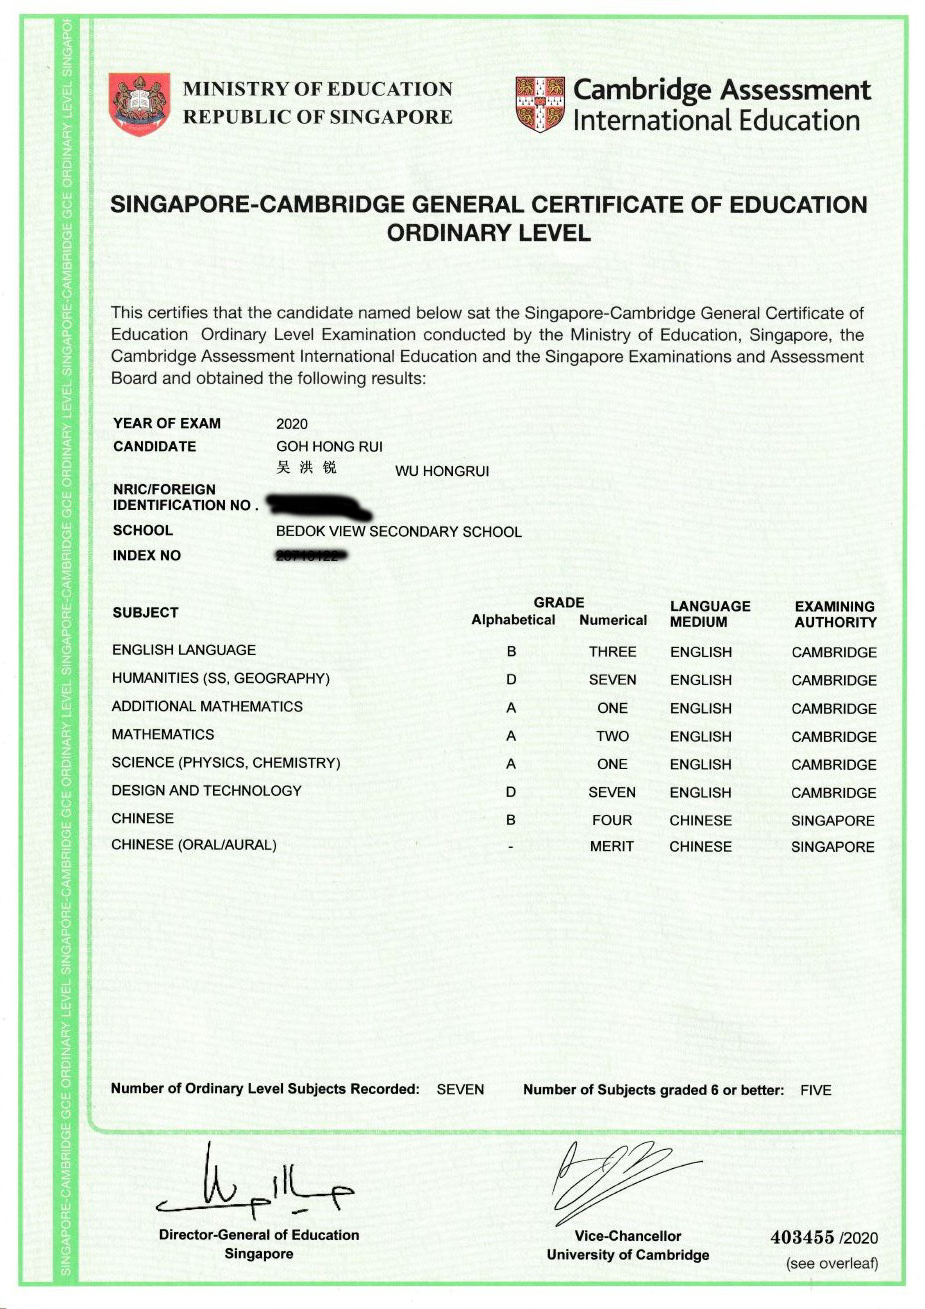 MINISTRY OF EDUCATION
REPUBLIC OF SINGAPORE
Cambridge Assessment
International Education
SINGAPORE-CAMBRIDGE GENERAL CERTIFICATE OF EDUCATION
ORDINARY LEVEL
This certifies that the candidate named below sat the Singapore-Cambridge General Certificate of
Education Ordinary Level Examination conducted by the Ministry of Education, Singapore, the
Cambridge Assessment International Education and the Singapore Examinations and Assessment
Board and obtained the following results:
YEAR OF EXAM 2020
CANDIDATE GOH HONG RUI
吴 洪 锐 WU HONGRUI
NRIC/FOREIGN
IDENTIFICATION NO .
SCHOOL BEDOK VIEW SECONDARY SCHOOL
INDEX NO
SUBJECT GRADE LANGUAGE EXAMINING
Alphabetical Numerical MEDIUM AUTHORITY
ENGLISH LANGUAGE B THREE ENGLISH CAMBRIDGE
HUMANITIES (SS, GEOGRAPHY) D SEVEN ENGLISH CAMBRIDGE
ADDITIONAL MATHEMATICS A ONE ENGLISH CAMBRIDGE
MATHEMATICS A TWO ENGLISH CAMBRIDGE
SCIENCE (PHYSICS, CHEMISTRY) A ONE ENGLISH CAMBRIDGE
DESIGN AND TECHNOLOGY D SEVEN ENGLISH CAMBRIDGE
CHINESE B FOUR CHINESE SINGAPORE
CHINESE (ORAL/AURAL) - MERIT CHINESE SINGAPORE
Number of Ordinary Level Subjects Recorded: SEVEN Number of Subjects graded 6 or better: FIVE
Director-General of Education
Singapore
Vice-Chancellor
University of Cambridge
403455 /2020
(see overleaf)
SINGAPORE-CAMBRIDGE GCE ORDINARY LEVEL SINGAPORE-CAMBRIDGE GCE ORDINARY LEVEL SINGAPORE-CAMBRIDGE GCE ORDINARY LEVEL SINGAPORE-CAMBRIDGE GCE ORDINARY LEVEL SINGAPOR